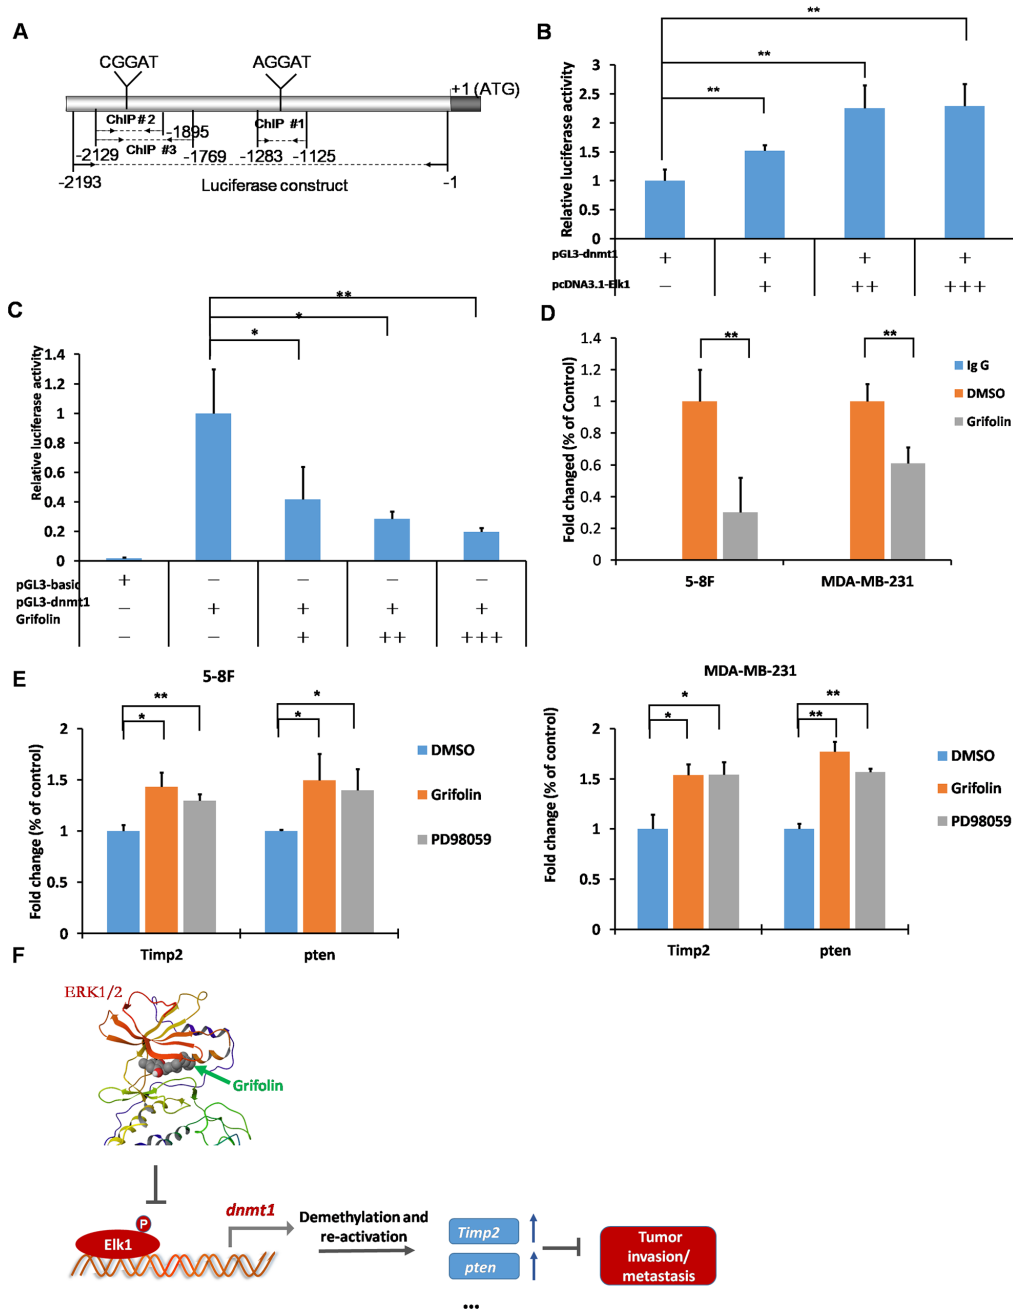 A
CGGAT
AGGAT
+1 (ATG)
ChIP# 2
ChIP #1
-1895
ChIP #3
-2129
-1769
-1283
-1125
-2193
Luciferase construct
-1
B
**
**
**
Relative luciferase activity
3
2.5
2
1.5
1
0.5
0
pGL3-dnmt1
+ + + +
pcDNA3.1-Elk1
− + ++ +++
C
**
*
*
Relative luciferase activity
1.4
1.2
1
0.8
0.6
0.4
0.2
0
pGL3-basic
+ − − − −
pGL3-dnmt1
− + + + +
Grifolin
− − + ++ +++
D
Fold changed (% of Control)
1.4
1.2
1
0.8
0.6
0.4
0.2
0
**
**
Ig G
DMSO
Grifolin
5-8F
MDA-MB-231
E
5-8F
Fold change (% of control)
2
1.5
1
0.5
0
**
*
*
*
DMSO
Grifolin
PD98059
Timp2
pten
MDA-MB-231
Fold change (% of control)
2
1.5
1
0.5
0
*
*
**
**
DMSO
Grifolin
PD98059
Timp2
pten
F
ERK1/2
Grifolin
P
Elk1
dnmt1
Demethylation and
re-activation
Timp2
pten
...
Tumor
invasion/
metastasis